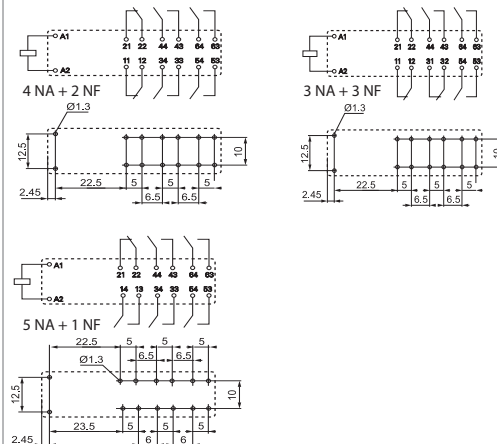 A1
21 22 44 43 64 63
11 12 34 33 54 53
A2
4 NA + 2 NF
Ø1.3
12.5
10
22.5 5 5 5
2.45
6.5 6.5
A1
21 22 44 43 64 63
11 12 31 32 54 53
A2
3 NA + 3 NF
Ø1.3
12.5
10
22.5 5 5 5
2.45
6.5 6.5
A1
21 22 44 43 64 63
14 13 34 33 54 53
A2
5 NA + 1 NF
22.5 5 5 5
Ø1.3
6.5 6.5
12.5
10
23.5 5 5 5
2.45
6 6